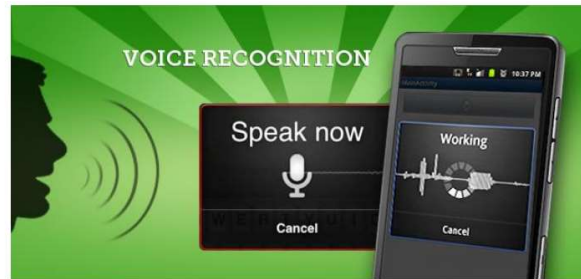 VOICE RECOGNITION
Speak now
Cancel
10:37 PM
Working
Cancel